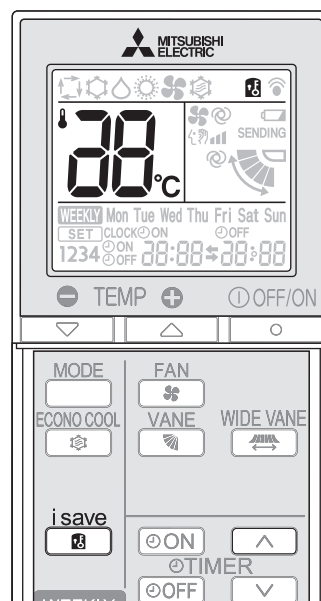 MITSUBISHI
ELECTRIC
SENDING
°C
WEEKLY Mon Tue Wed Thu Fri Sat Sun
SET CLOCK ON OFF
1234 ON OFF 88:88 88:88
TEMP OFF/ON
MODE FAN
ECONO COOL VANE WIDE VANE
i save
ON
TIMER
OFF